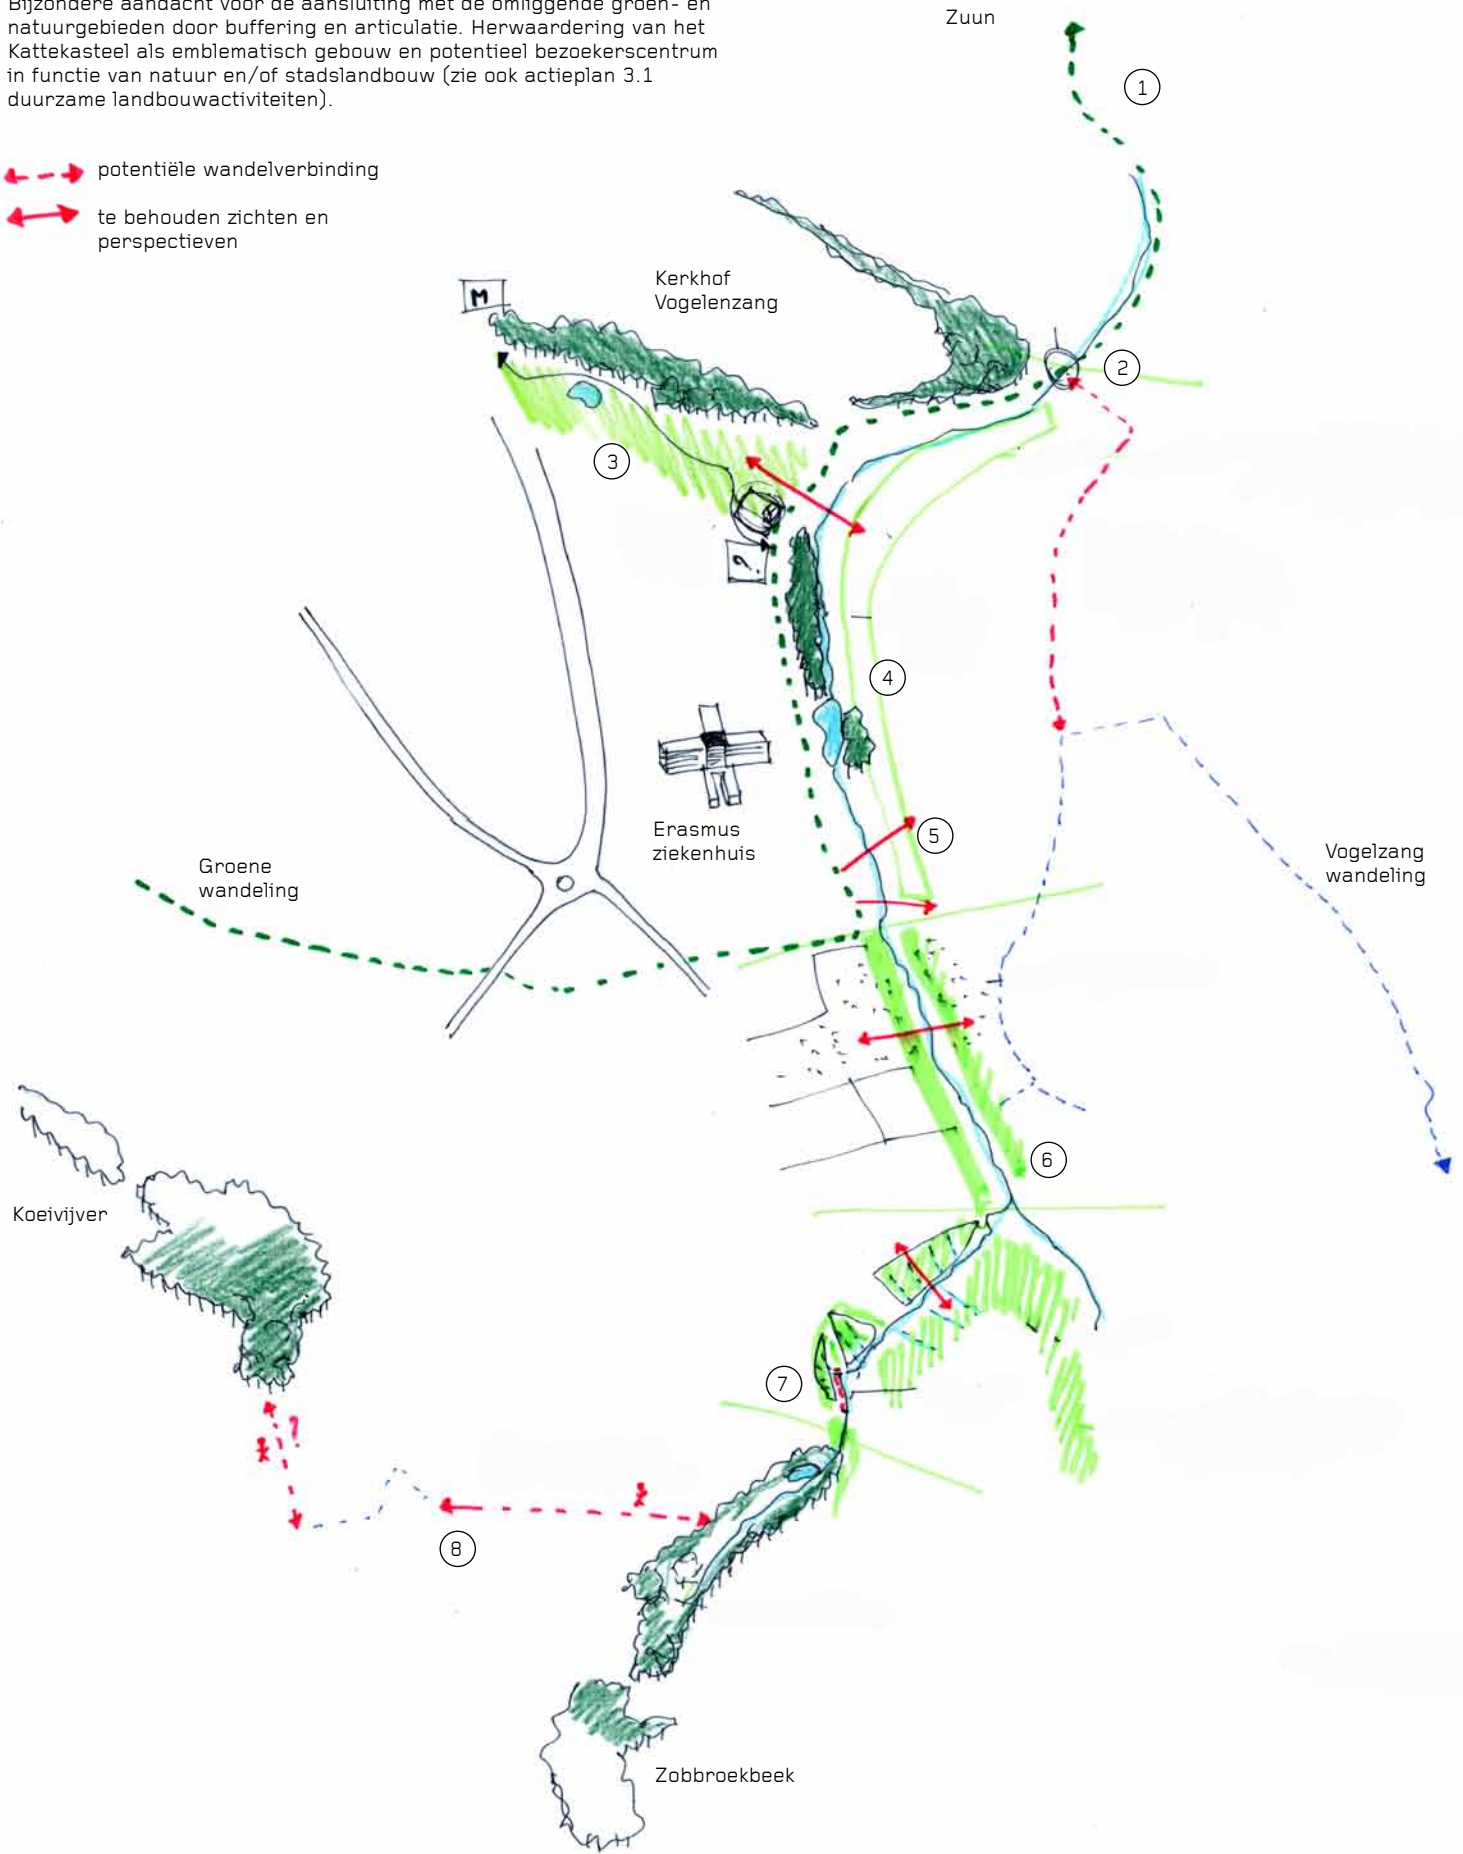 Bijzondere aandacht voor de aansluiting met de omliggende groen- en
natuurgebieden door buffering en articulatie. Herwaardering van het
Kattekasteel als emblematisch gebouw en potentieel bezoekerscentrum
in functie van natuur en/of stadslandbouw (zie ook actieplan 3.1
duurzame landbouwactiviteiten).
Zuun
1
potentiële wandelverbinding
te behouden zichten en
perspectieven
Kerkhof
Vogelenzang
M
2
3
?
4
Erasmus
ziekenhuis
5
Groene
wandeling
Vogelzang
wandeling
6
Koeivijver
7
?
8
Zobbroekbeek